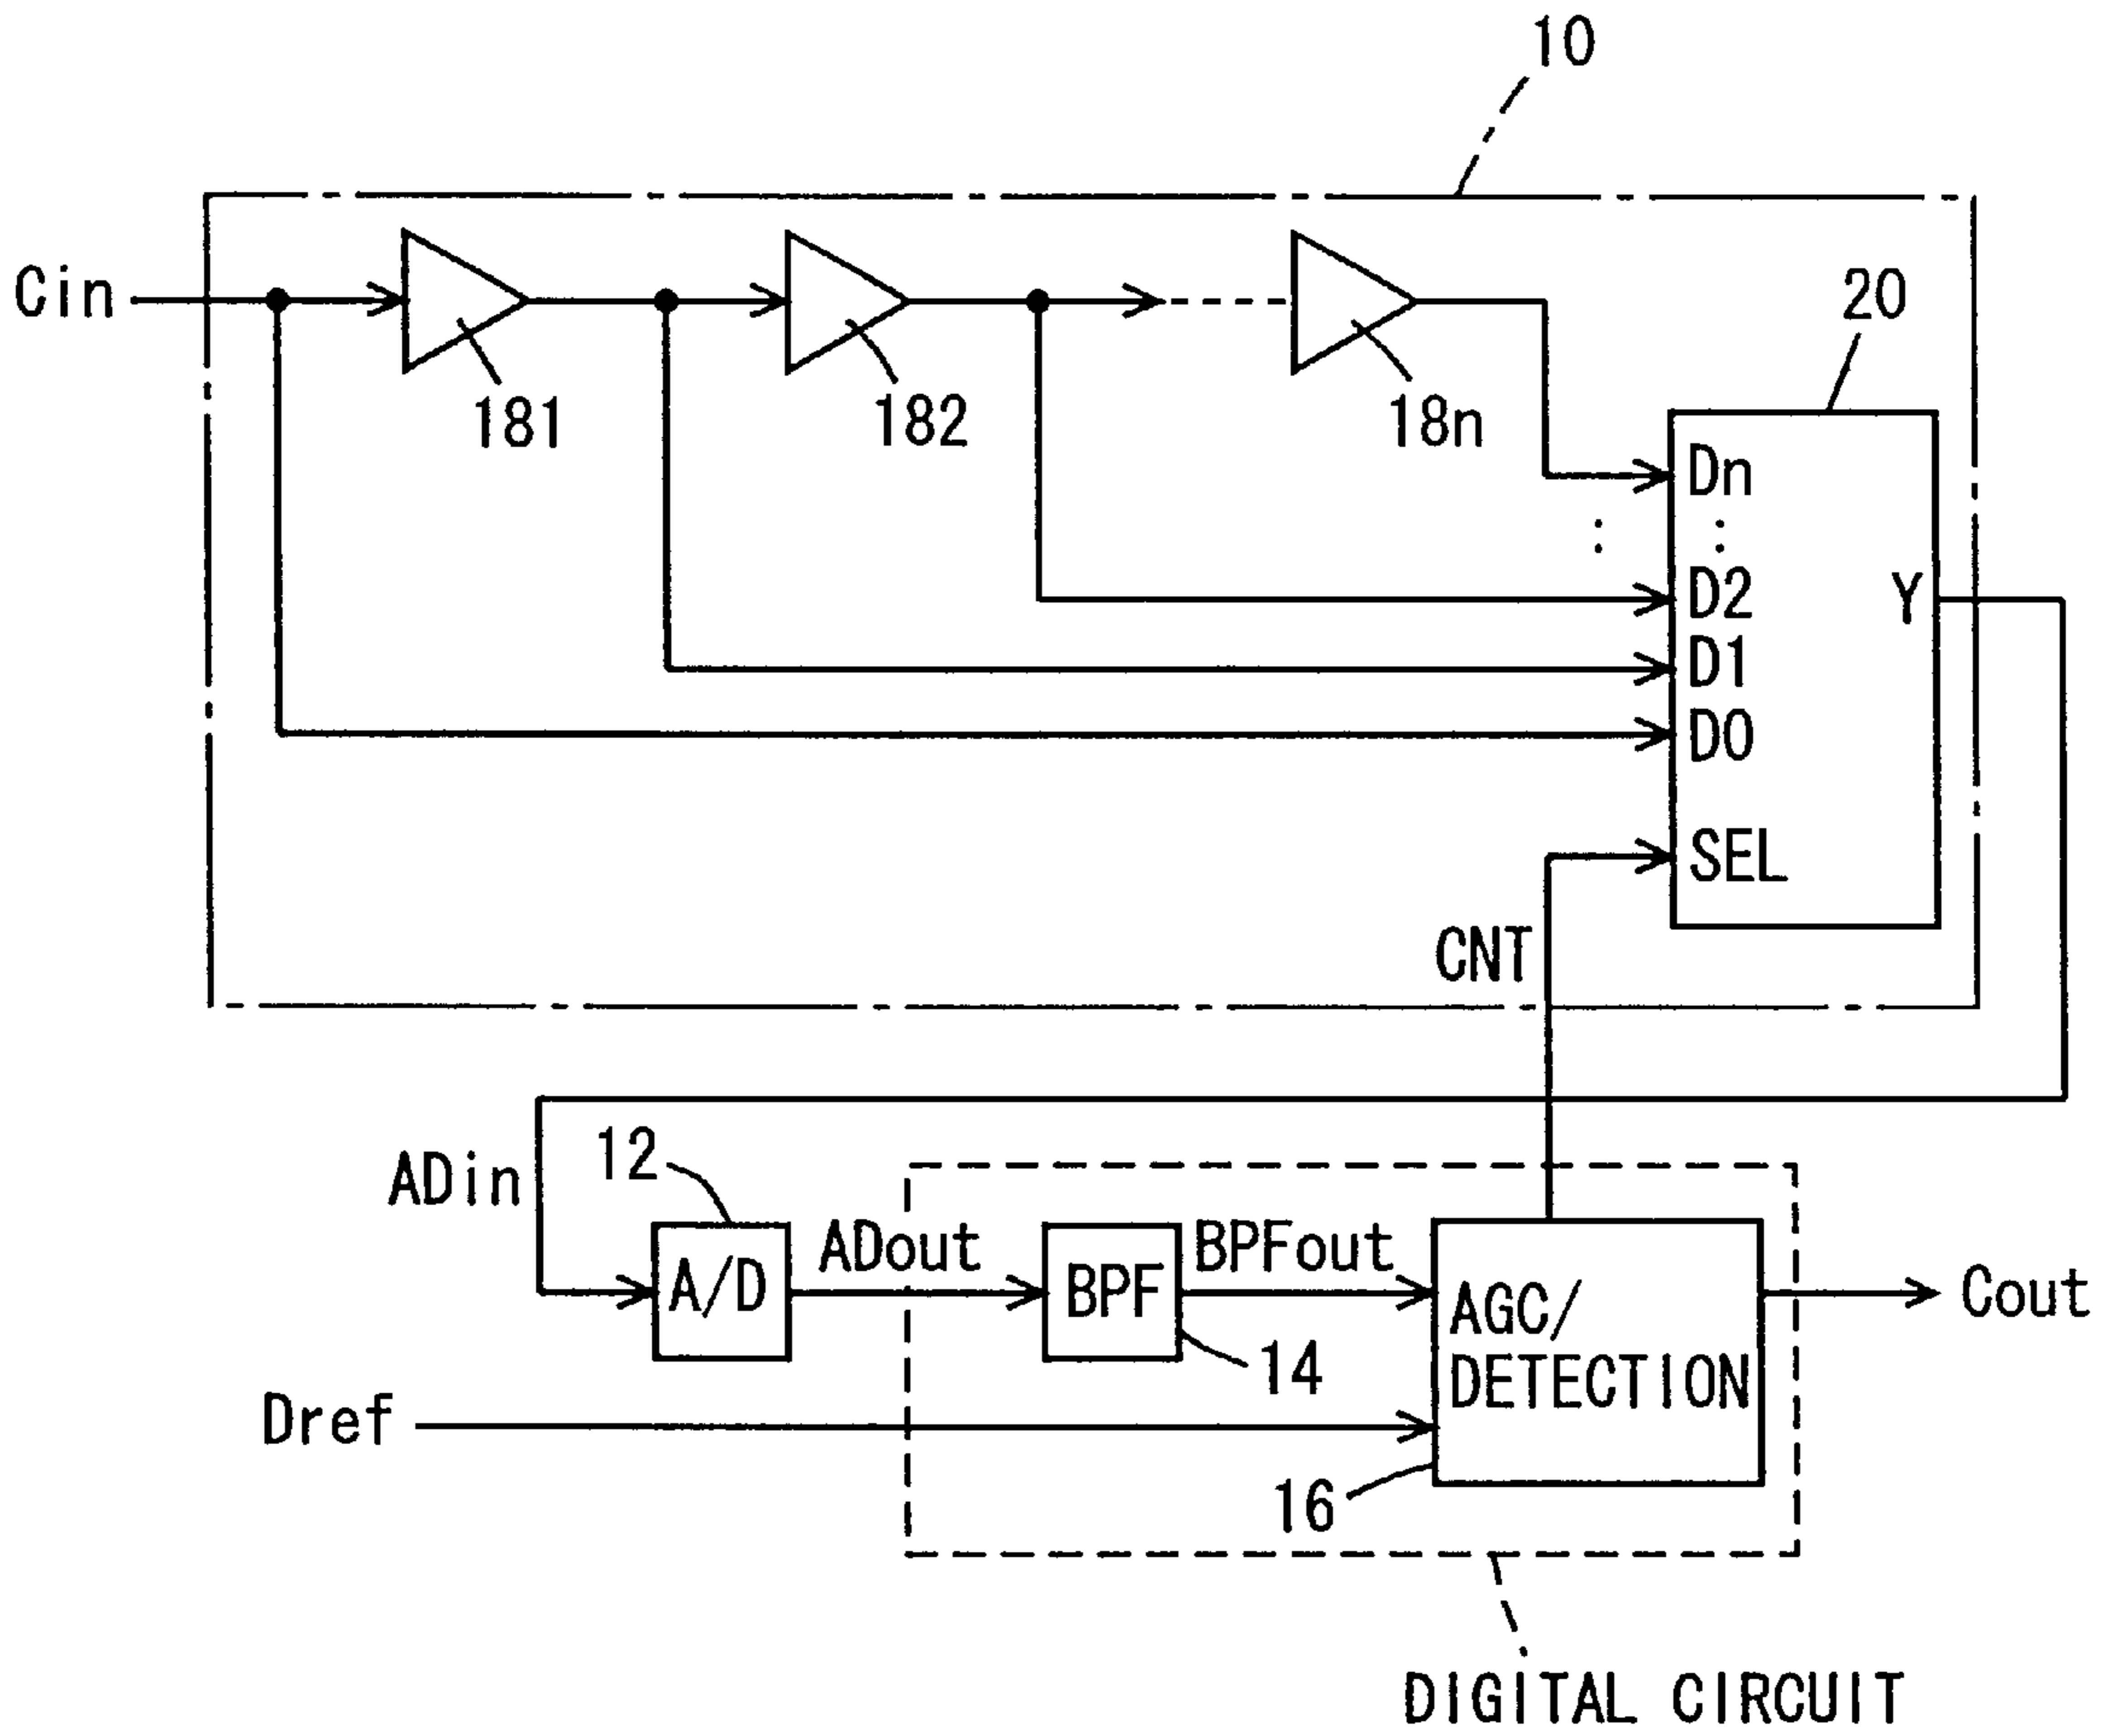 10
Cin
20
181
182
18n
Dn
:
:
D2
Y
D1
D0
SEL
CNT
12
ADin
ADout
BPFout
A/D
BPF
AGC/
DETECTION
Cout
14
Dref
16
DIGITAL CIRCUIT